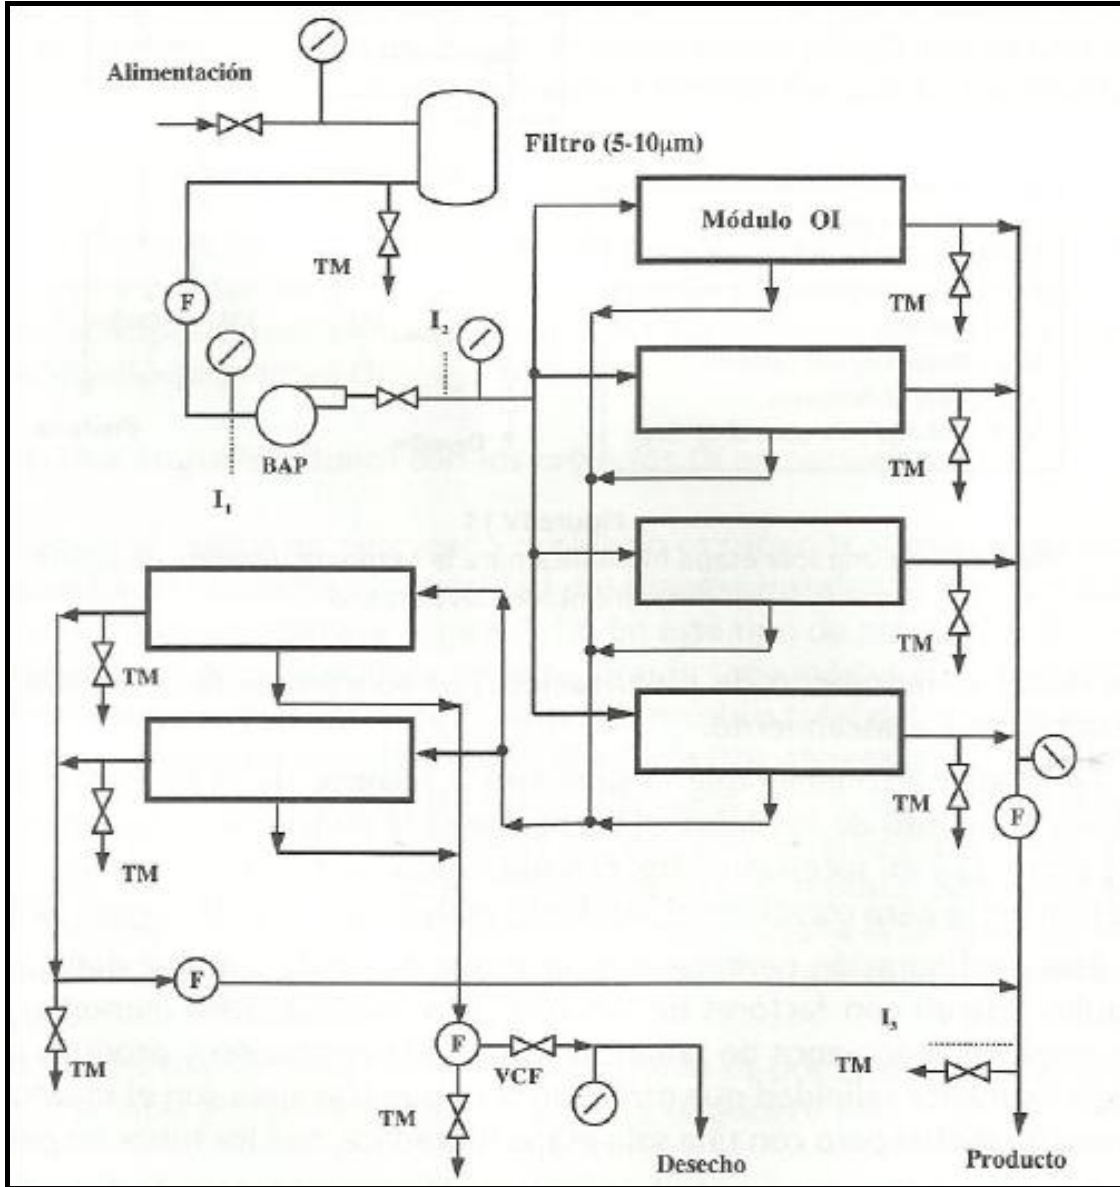 Alimentación
Filtro (5-10µm)
Módulo OI
TM
TM
F
I₂
I₁
BAP
TM
TM
TM
TM
TM
F
F
I₃
TM
F
VCF
TM
TM
Desecho
Producto